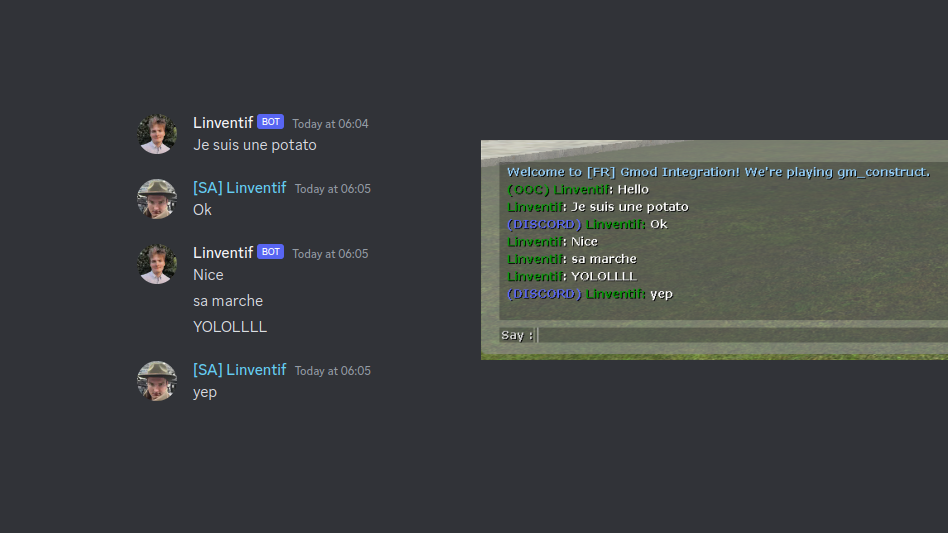 Linventif BOT Today at 06:04
Je suis une potato
[SA] Linventif Today at 06:05
Ok
Linventif BOT Today at 06:05
Nice
sa marche
YOLOLLLL
[SA] Linventif Today at 06:05
yep
Welcome to [FR] Gmod Integration! We're playing gm_construct.
(OOC) Linventif: Hello
Linventif: Je suis une potato
(DISCORD) Linventif: Ok
Linventif: Nice
Linventif: sa marche
Linventif: YOLOLLLL
(DISCORD) Linventif: yep
Say :